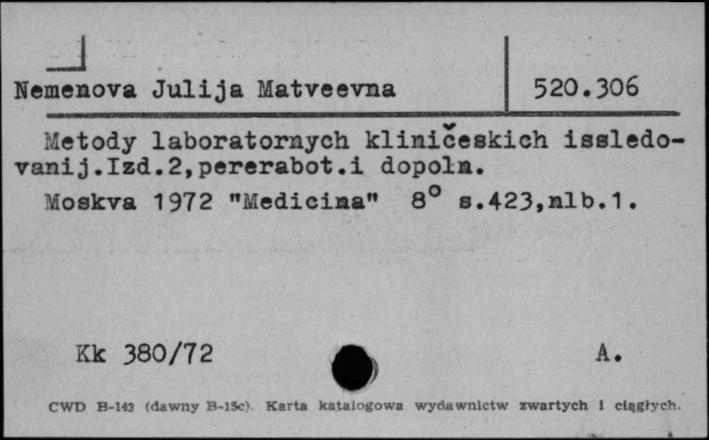 Nemenova Julija Matveevna 520.306
Metody laboratornych kliničeskich issledo-
vanij.Izd.2,pererabot.i dopoln.
Moskva 1972 "Medicina" 8° s.423,nlb.1.
Kk 380/72 A.
CWD B-143 (dawny B-15c). Karta katalogowa wydawnictw zwartych i ciągłych.